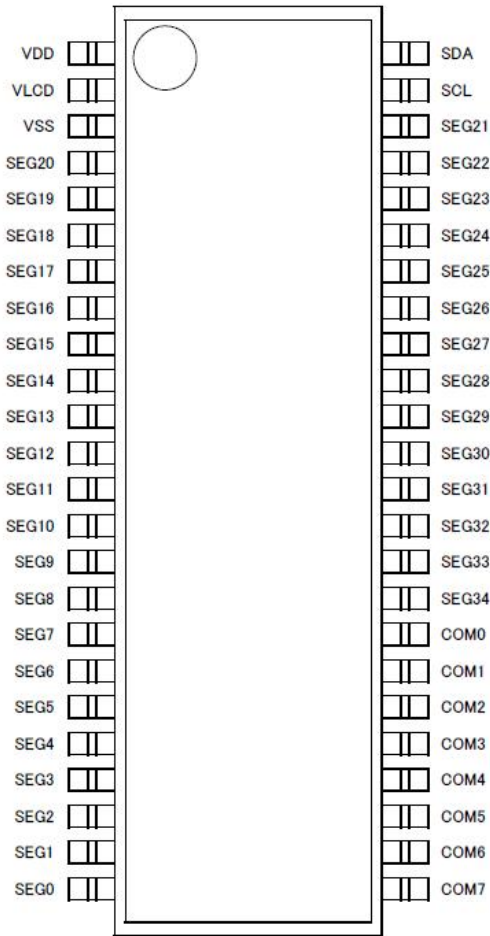 VDD SDA
VLCD SCL
VSS SEG21
SEG20 SEG22
SEG19 SEG23
SEG18 SEG24
SEG17 SEG25
SEG16 SEG26
SEG15 SEG27
SEG14 SEG28
SEG13 SEG29
SEG12 SEG30
SEG11 SEG31
SEG10 SEG32
SEG9 SEG33
SEG8 SEG34
SEG7 COM0
SEG6 COM1
SEG5 COM2
SEG4 COM3
SEG3 COM4
SEG2 COM5
SEG1 COM6
SEG0 COM7